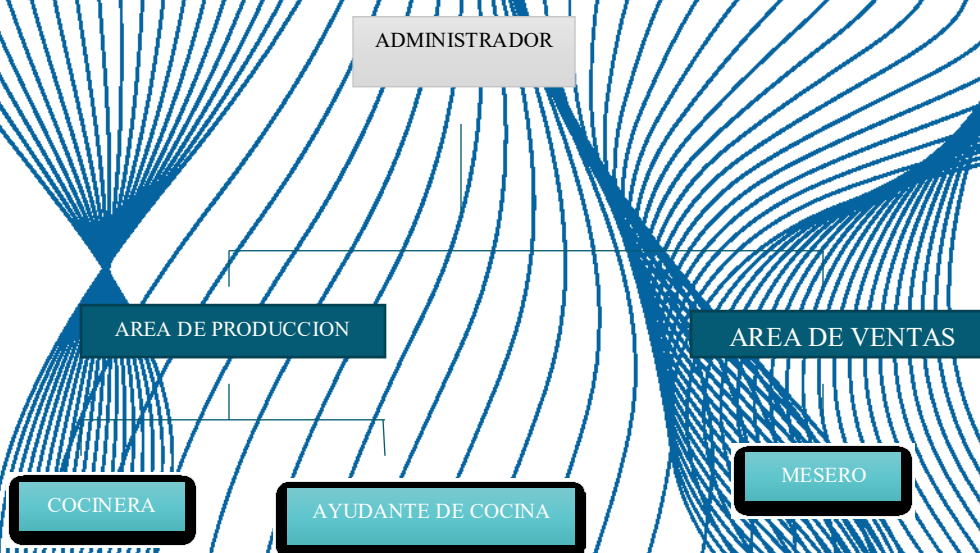 ADMINISTRADOR
AREA DE PRODUCCION
AREA DE VENTAS
COCINERA
AYUDANTE DE COCINA
MESERO